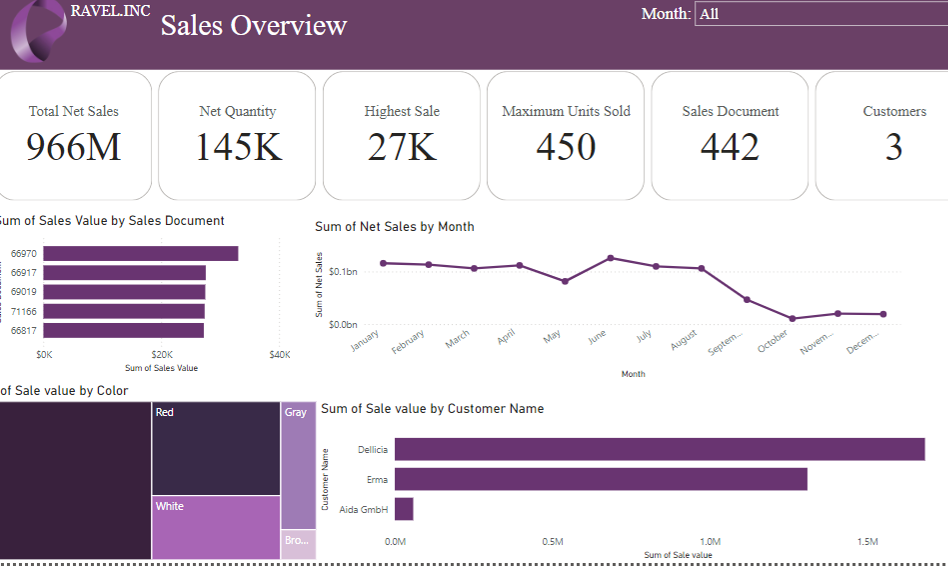 RAVEL.INC
Sales Overview
Month: All
Total Net Sales
966M
Net Quantity
145K
Highest Sale
27K
Maximum Units Sold
450
Sales Document
442
Customers
3
Sum of Sales Value by Sales Document
66970
66917
69019
71166
66817
$0K $20K $40K
Sum of Sales Value
Sum of Net Sales by Month
Sum of Net Sales
$0.1bn
$0.0bn
January February March April May June July August Septem... October Novem... Decem...
Month
of Sale value by Color
Red
White
Gray
Bro...
Sum of Sale value by Customer Name
Customer Name
Dellicia
Erma
Aida GmbH
0.0M 0.5M 1.0M 1.5M
Sum of Sale value